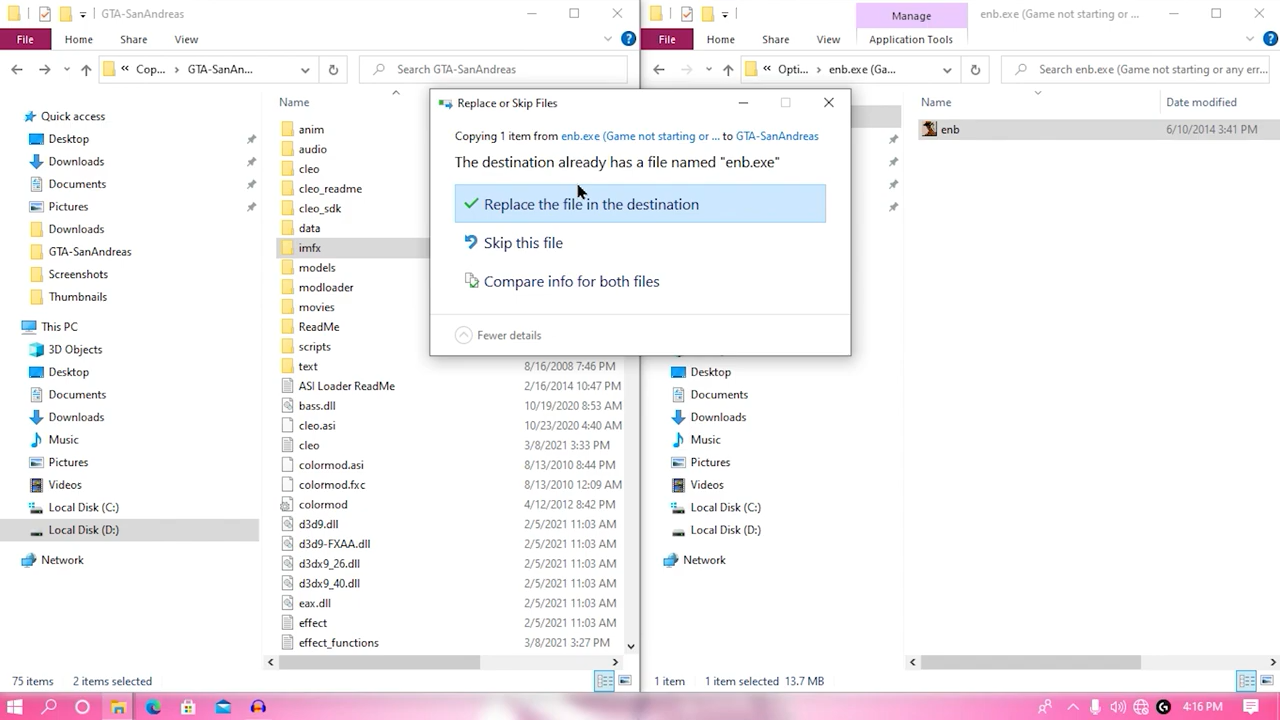 GTA-SanAndreas
File
Home
Share
View
Cop...
GTA-SanAn...
Search GTA-SanAndreas
Quick access
Desktop
Downloads
Documents
Pictures
Downloads
GTA-SanAndreas
Screenshots
Thumbnails
This PC
3D Objects
Desktop
Documents
Downloads
Music
Pictures
Videos
Local Disk (C:)
Local Disk (D:)
Network
Name
anim
audio
cleo
cleo_readme
cleo_sdk
data
imfx
models
modloader
movies
ReadMe
scripts
text 8/16/2008 7:46 PM
ASI Loader ReadMe 2/16/2014 10:47 PM
bass.dll 10/19/2020 8:53 AM
cleo.asi 10/23/2020 4:40 AM
cleo 3/8/2021 3:33 PM
colormod.asi 8/13/2010 8:44 PM
colormod.fxc 8/13/2010 12:09 AM
colormod 4/12/2012 8:42 PM
d3d9.dll 2/5/2021 11:03 AM
d3d9-FXAA.dll 2/5/2021 11:03 AM
d3dx9_26.dll 2/5/2021 11:03 AM
d3dx9_40.dll 2/5/2021 11:03 AM
eax.dll 2/5/2021 11:03 AM
effect 2/5/2021 11:03 AM
effect_functions 3/8/2021 3:27 PM
75 items 2 items selected
Replace or Skip Files
Copying 1 item from enb.exe (Game not starting or ... to GTA-SanAndreas
The destination already has a file named "enb.exe"
Replace the file in the destination
Skip this file
Compare info for both files
Fewer details
Manage
enb.exe (Game not starting or ...
File
Home
Share
View
Application Tools
Opti...
enb.exe (Ga...
Search enb.exe (Game not starting or any err...
Name
Date modified
enb 6/10/2014 3:41 PM
Desktop
Documents
Downloads
Music
Pictures
Videos
Local Disk (C:)
Local Disk (D:)
Network
1 item 1 item selected 13.7 MB
4:16 PM